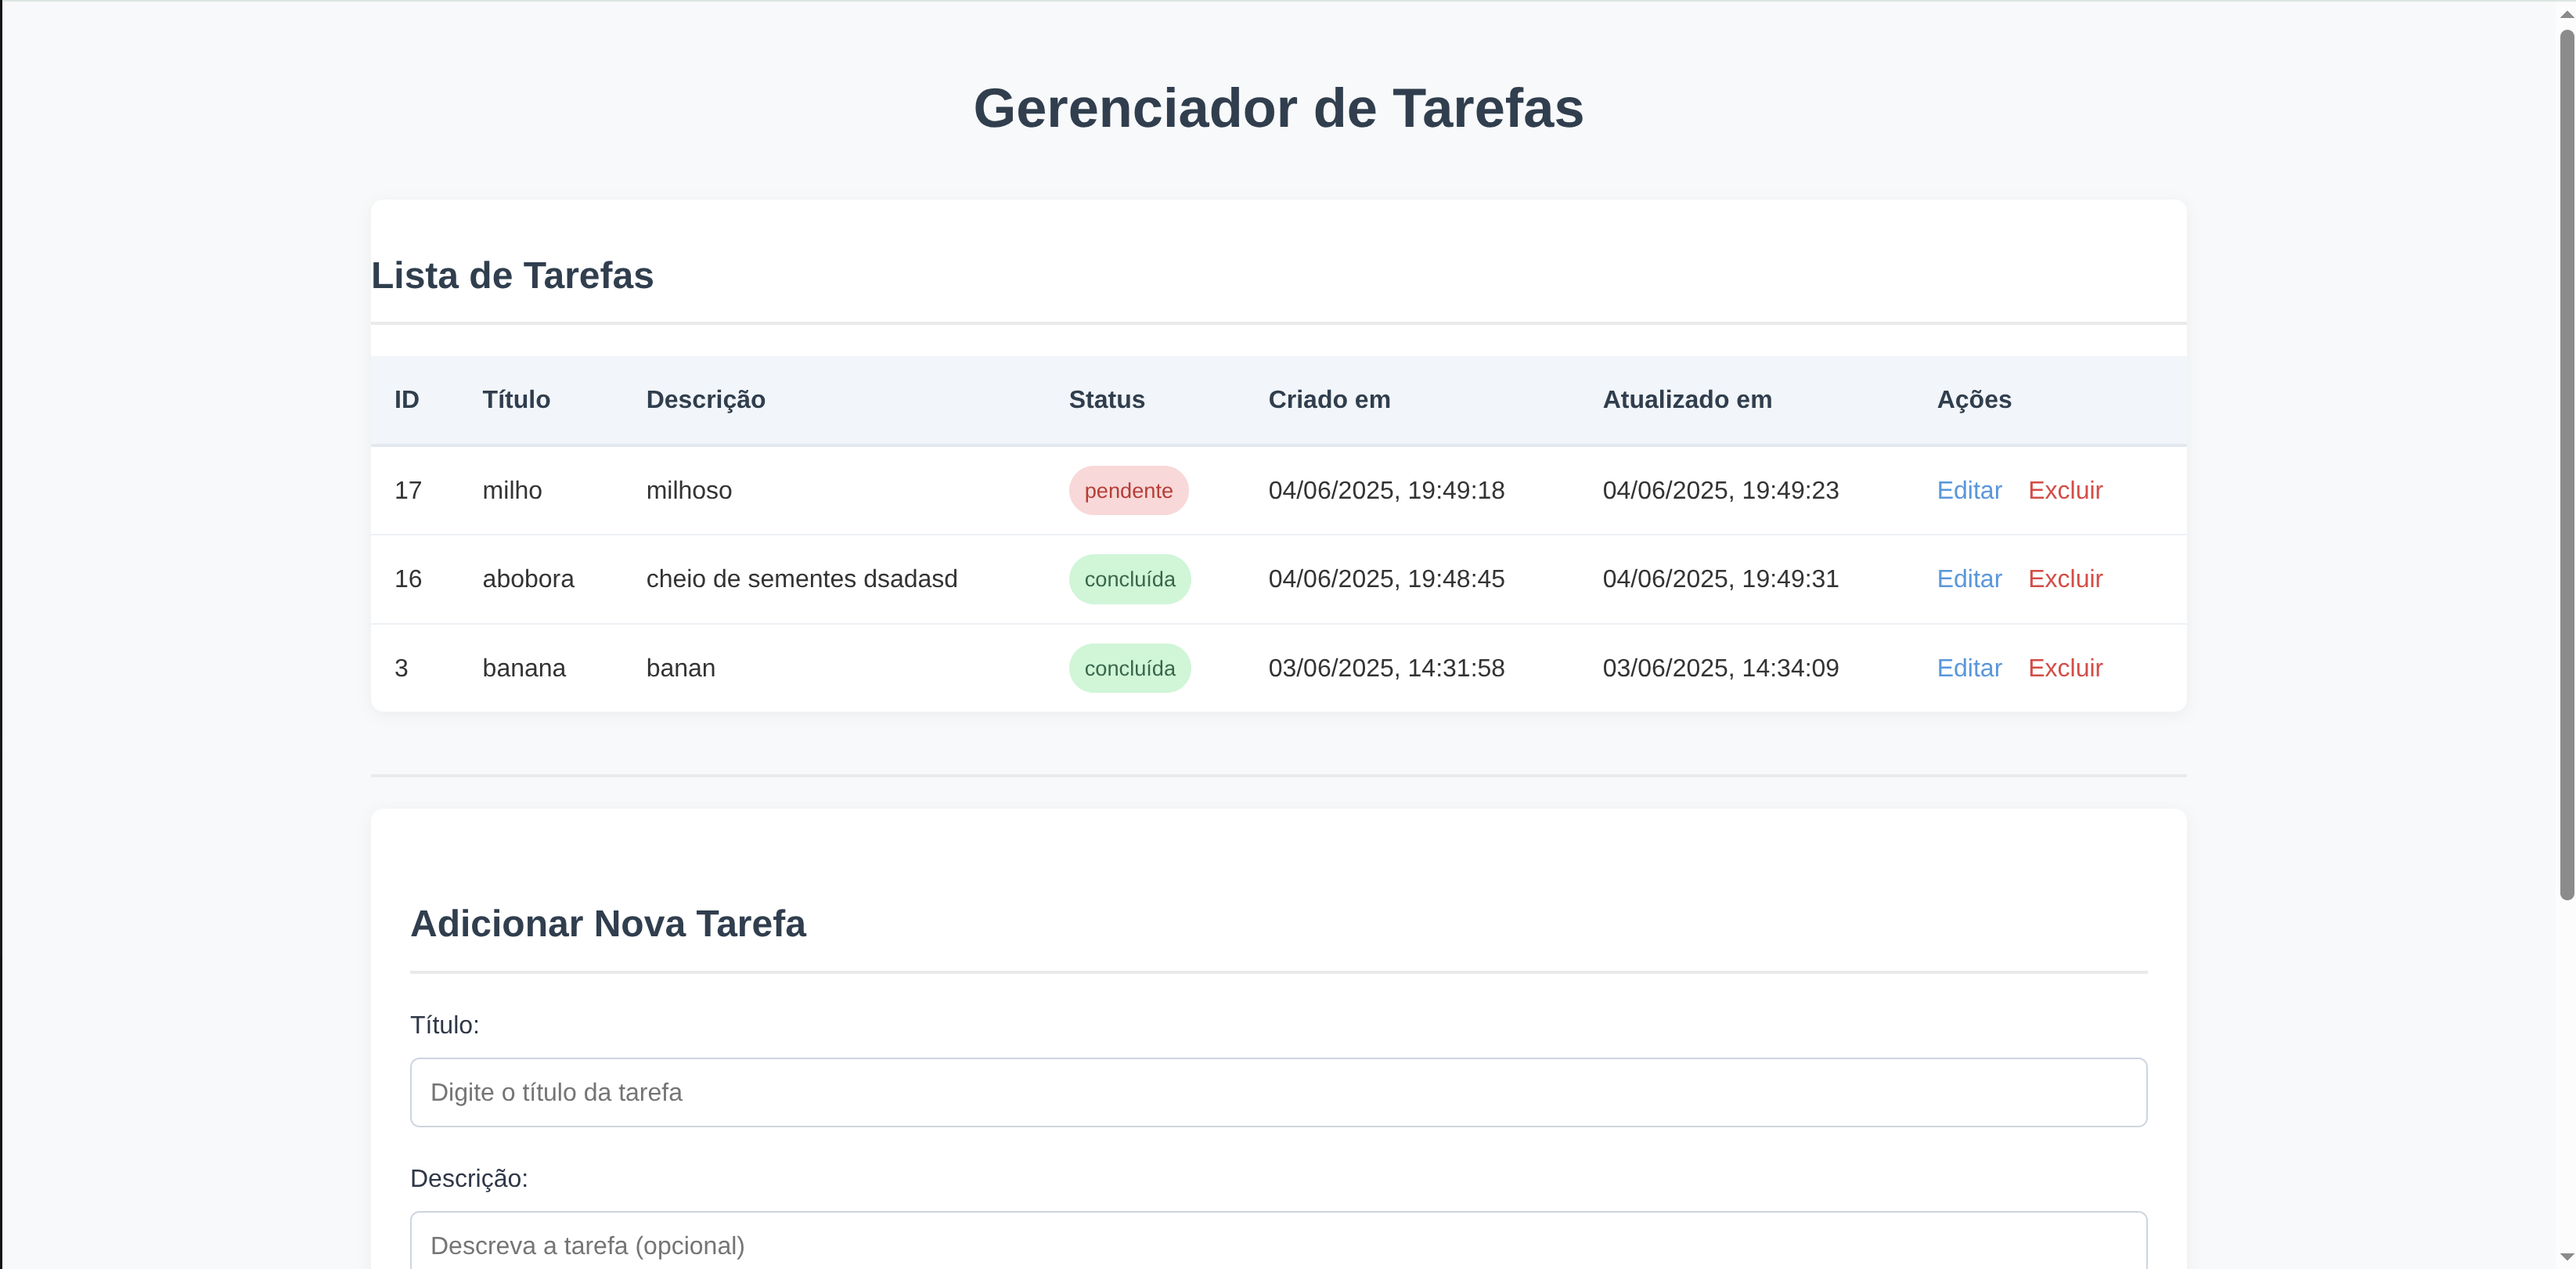 Gerenciador de Tarefas
Lista de Tarefas
ID Título Descrição Status Criado em Atualizado em Ações
17 milho milhoso pendente 04/06/2025, 19:49:18 04/06/2025, 19:49:23 Editar Excluir
16 abobora cheio de sementes dsadasd concluída 04/06/2025, 19:48:45 04/06/2025, 19:49:31 Editar Excluir
3 banana banan concluída 03/06/2025, 14:31:58 03/06/2025, 14:34:09 Editar Excluir
Adicionar Nova Tarefa
Título:
Digite o título da tarefa
Descrição:
Descreva a tarefa (opcional)